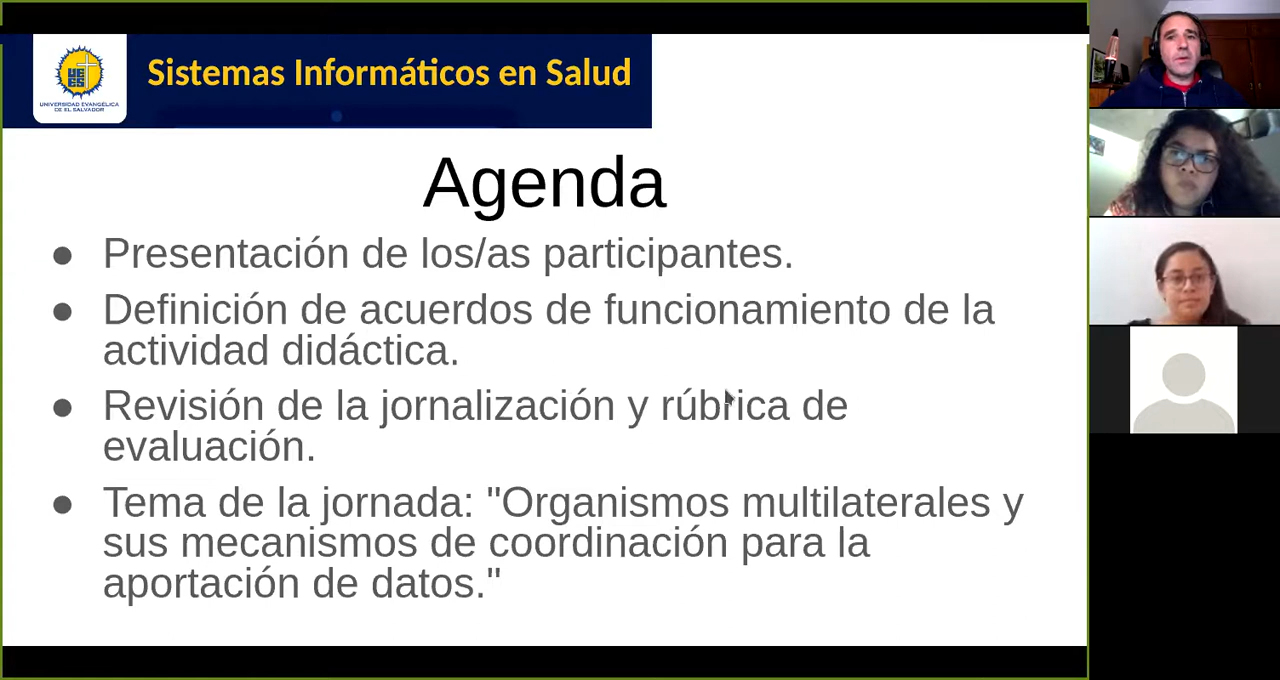 UE
ES
UNIVERSIDAD EVANGÉLICA
DE EL SALVADOR
Sistemas Informáticos en Salud
Agenda
● Presentación de los/as participantes.
● Definición de acuerdos de funcionamiento de la
actividad didáctica.
● Revisión de la jornalización y rúbrica de
evaluación.
● Tema de la jornada: "Organismos multilaterales y
sus mecanismos de coordinación para la
aportación de datos."